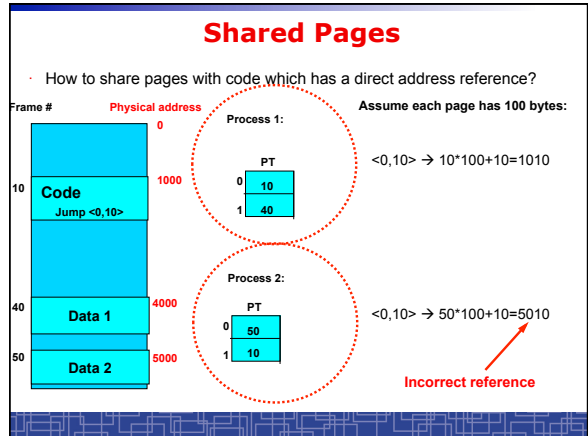 Shared Pages
· How to share pages with code which has a direct address reference?
Frame #
Physical address
0
10
Code
Jump <0,10>
1000
40
Data 1
4000
50
Data 2
5000
Process 1:
PT
0 10
1 40
Process 2:
PT
0 50
1 10
Assume each page has 100 bytes:
<0,10> → 10*100+10=1010
<0,10> → 50*100+10=5010
Incorrect reference